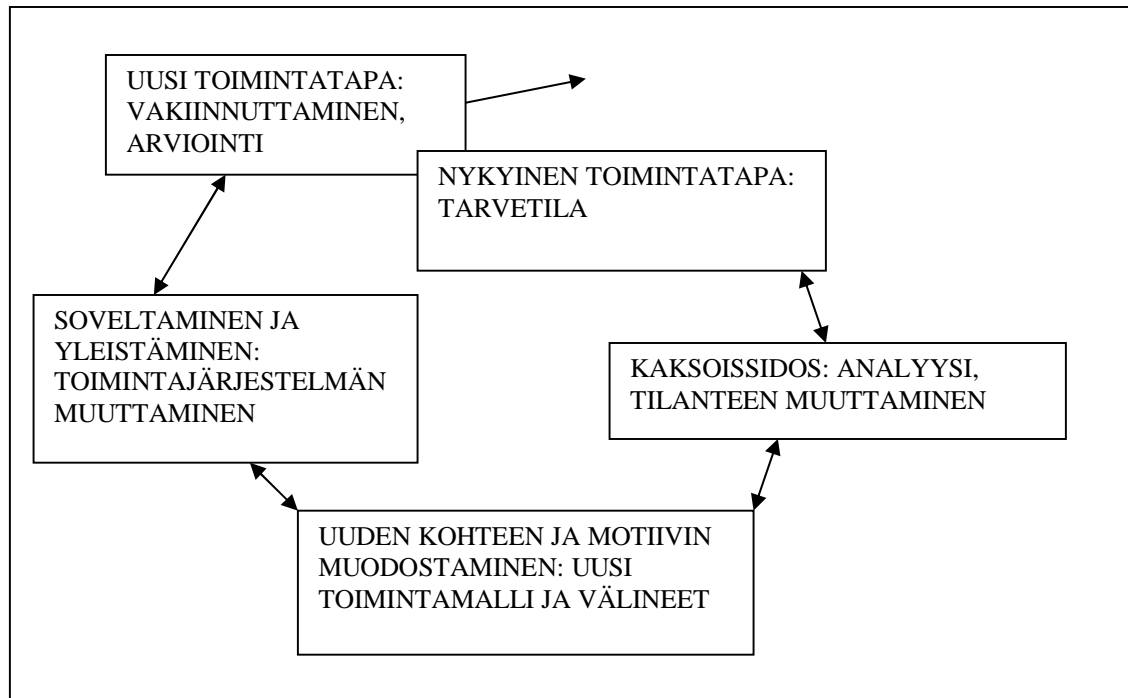 UUSI TOIMINTATAPA:
VAKIINNUTTAMINEN,
ARVIOINTI
NYKYINEN TOIMINTATAPA:
TARVETILA
SOVELTAMINEN JA
YLEISTÄMINEN:
TOIMINTAJÄRJESTELMÄN
MUUTTAMINEN
KAKSOISSIDOS: ANALYYSI,
TILANTEEN MUUTTAMINEN
UUDEN KOHTEEN JA MOTIIVIN
MUODOSTAMINEN: UUSI
TOIMINTAMALLI JA VÄLINEET